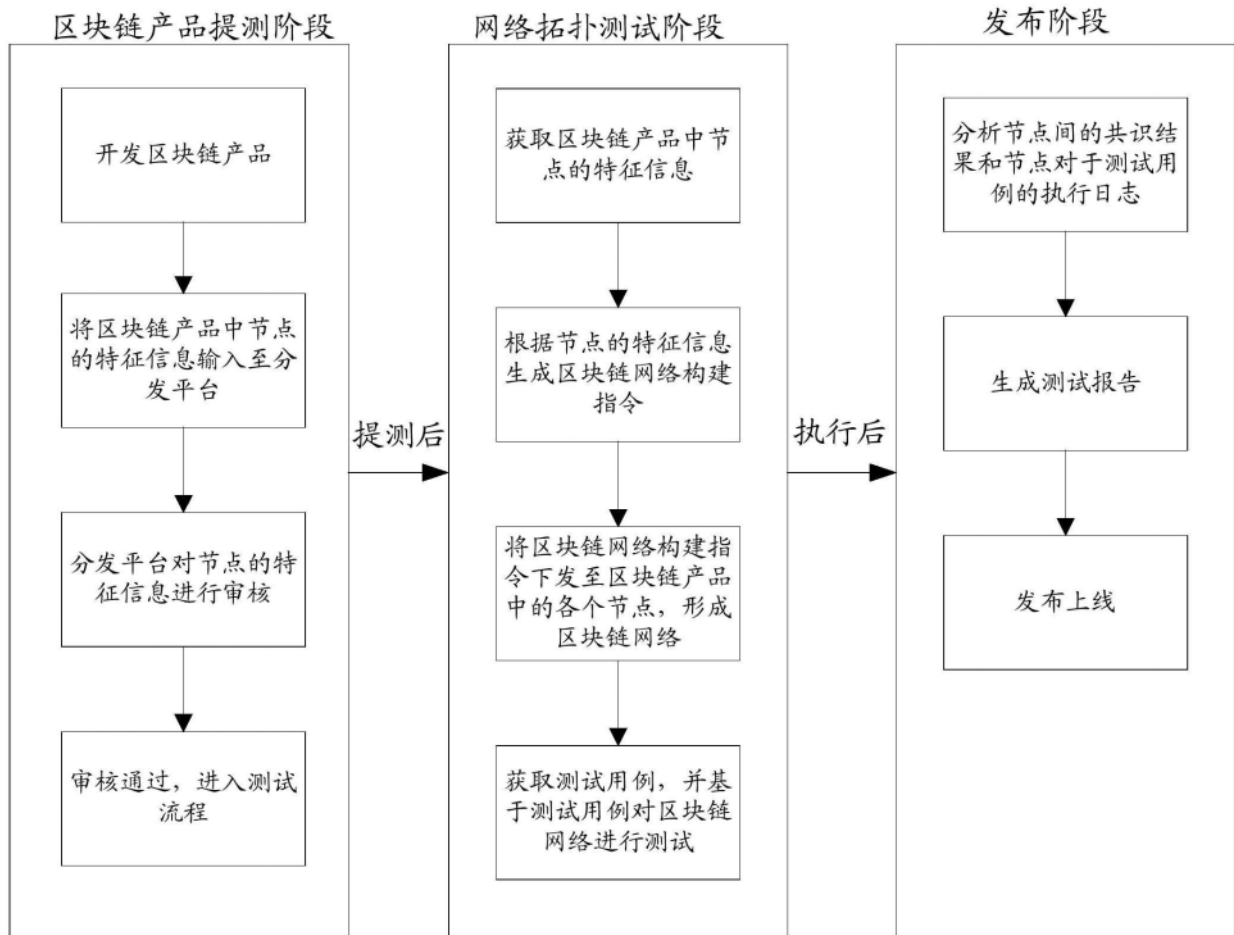 区块链产品提测阶段
开发区块链产品
将区块链产品中节点
的特征信息输入至分
发平台
分发平台对节点的特
征信息进行审核
审核通过，进入测试
流程
提测后
网络拓扑测试阶段
获取区块链产品中节
点的特征信息
根据节点的特征信息
生成区块链网络构建
指令
将区块链网络构建指
令下发至区块链产品
中的各个节点，形成
区块链网络
获取测试用例，并基
于测试用例对区块链
网络进行测试
执行后
发布阶段
分析节点间的共识结
果和节点对于测试用
例的执行日志
生成测试报告
发布上线